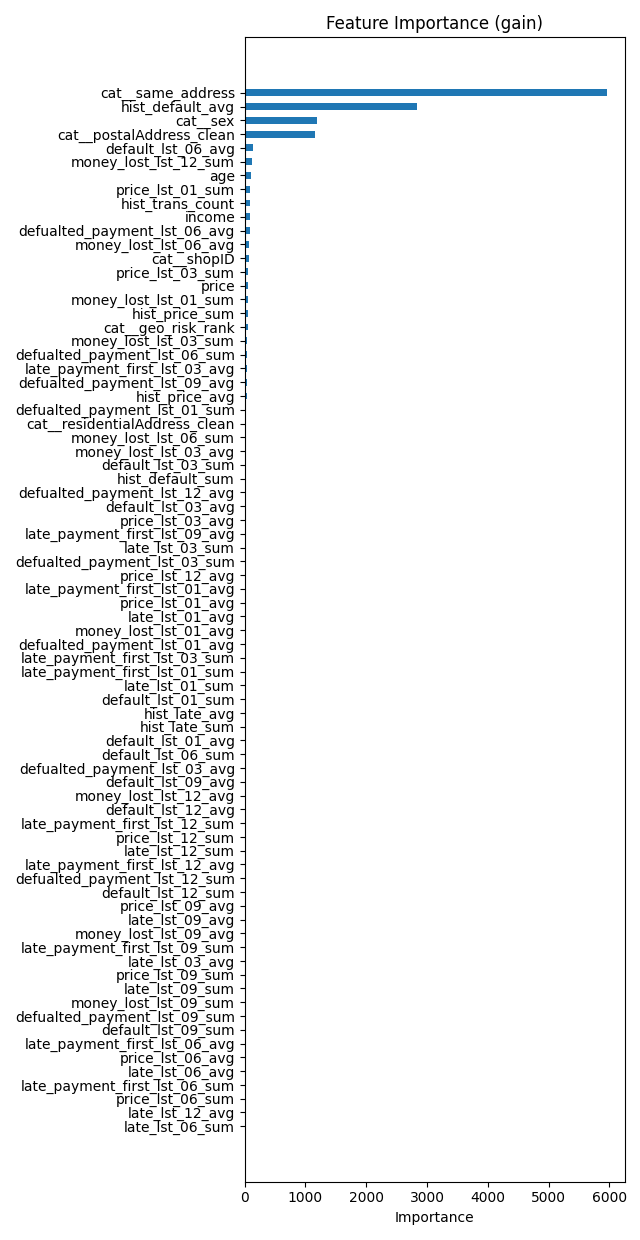 Feature Importance (gain)
cat__same_address
hist_default_avg
cat__sex
cat__postalAddress_clean
default_lst_06_avg
money_lost_lst_12_sum
age
price_lst_01_sum
hist_trans_count
income
defualted_payment_lst_06_avg
money_lost_lst_06_avg
cat__shopID
price_lst_03_sum
price
money_lost_lst_01_sum
hist_price_sum
cat__geo_risk_rank
money_lost_lst_03_sum
defualted_payment_lst_06_sum
late_payment_first_lst_03_avg
defualted_payment_lst_09_avg
hist_price_avg
defualted_payment_lst_01_sum
cat__residentialAddress_clean
money_lost_lst_06_sum
money_lost_lst_03_avg
default_lst_03_sum
hist_default_sum
defualted_payment_lst_12_avg
default_lst_03_avg
price_lst_03_avg
late_payment_first_lst_09_avg
late_lst_03_sum
defualted_payment_lst_03_sum
price_lst_12_avg
late_payment_first_lst_01_avg
price_lst_01_avg
late_lst_01_avg
money_lost_lst_01_avg
defualted_payment_lst_01_avg
late_payment_first_lst_03_sum
late_payment_first_lst_01_sum
late_lst_01_sum
default_lst_01_sum
hist_late_avg
hist_late_sum
default_lst_01_avg
default_lst_06_sum
defualted_payment_lst_03_avg
default_lst_09_avg
money_lost_lst_12_avg
default_lst_12_avg
late_payment_first_lst_12_sum
price_lst_12_sum
late_lst_12_sum
late_payment_first_lst_12_avg
defualted_payment_lst_12_sum
default_lst_12_sum
price_lst_09_avg
late_lst_09_avg
money_lost_lst_09_avg
late_payment_first_lst_09_sum
late_lst_03_avg
price_lst_09_sum
late_lst_09_sum
money_lost_lst_09_sum
defualted_payment_lst_09_sum
default_lst_09_sum
late_payment_first_lst_06_avg
price_lst_06_avg
late_lst_06_avg
late_payment_first_lst_06_sum
price_lst_06_sum
late_lst_12_avg
late_lst_06_sum
0 1000 2000 3000 4000 5000 6000
Importance